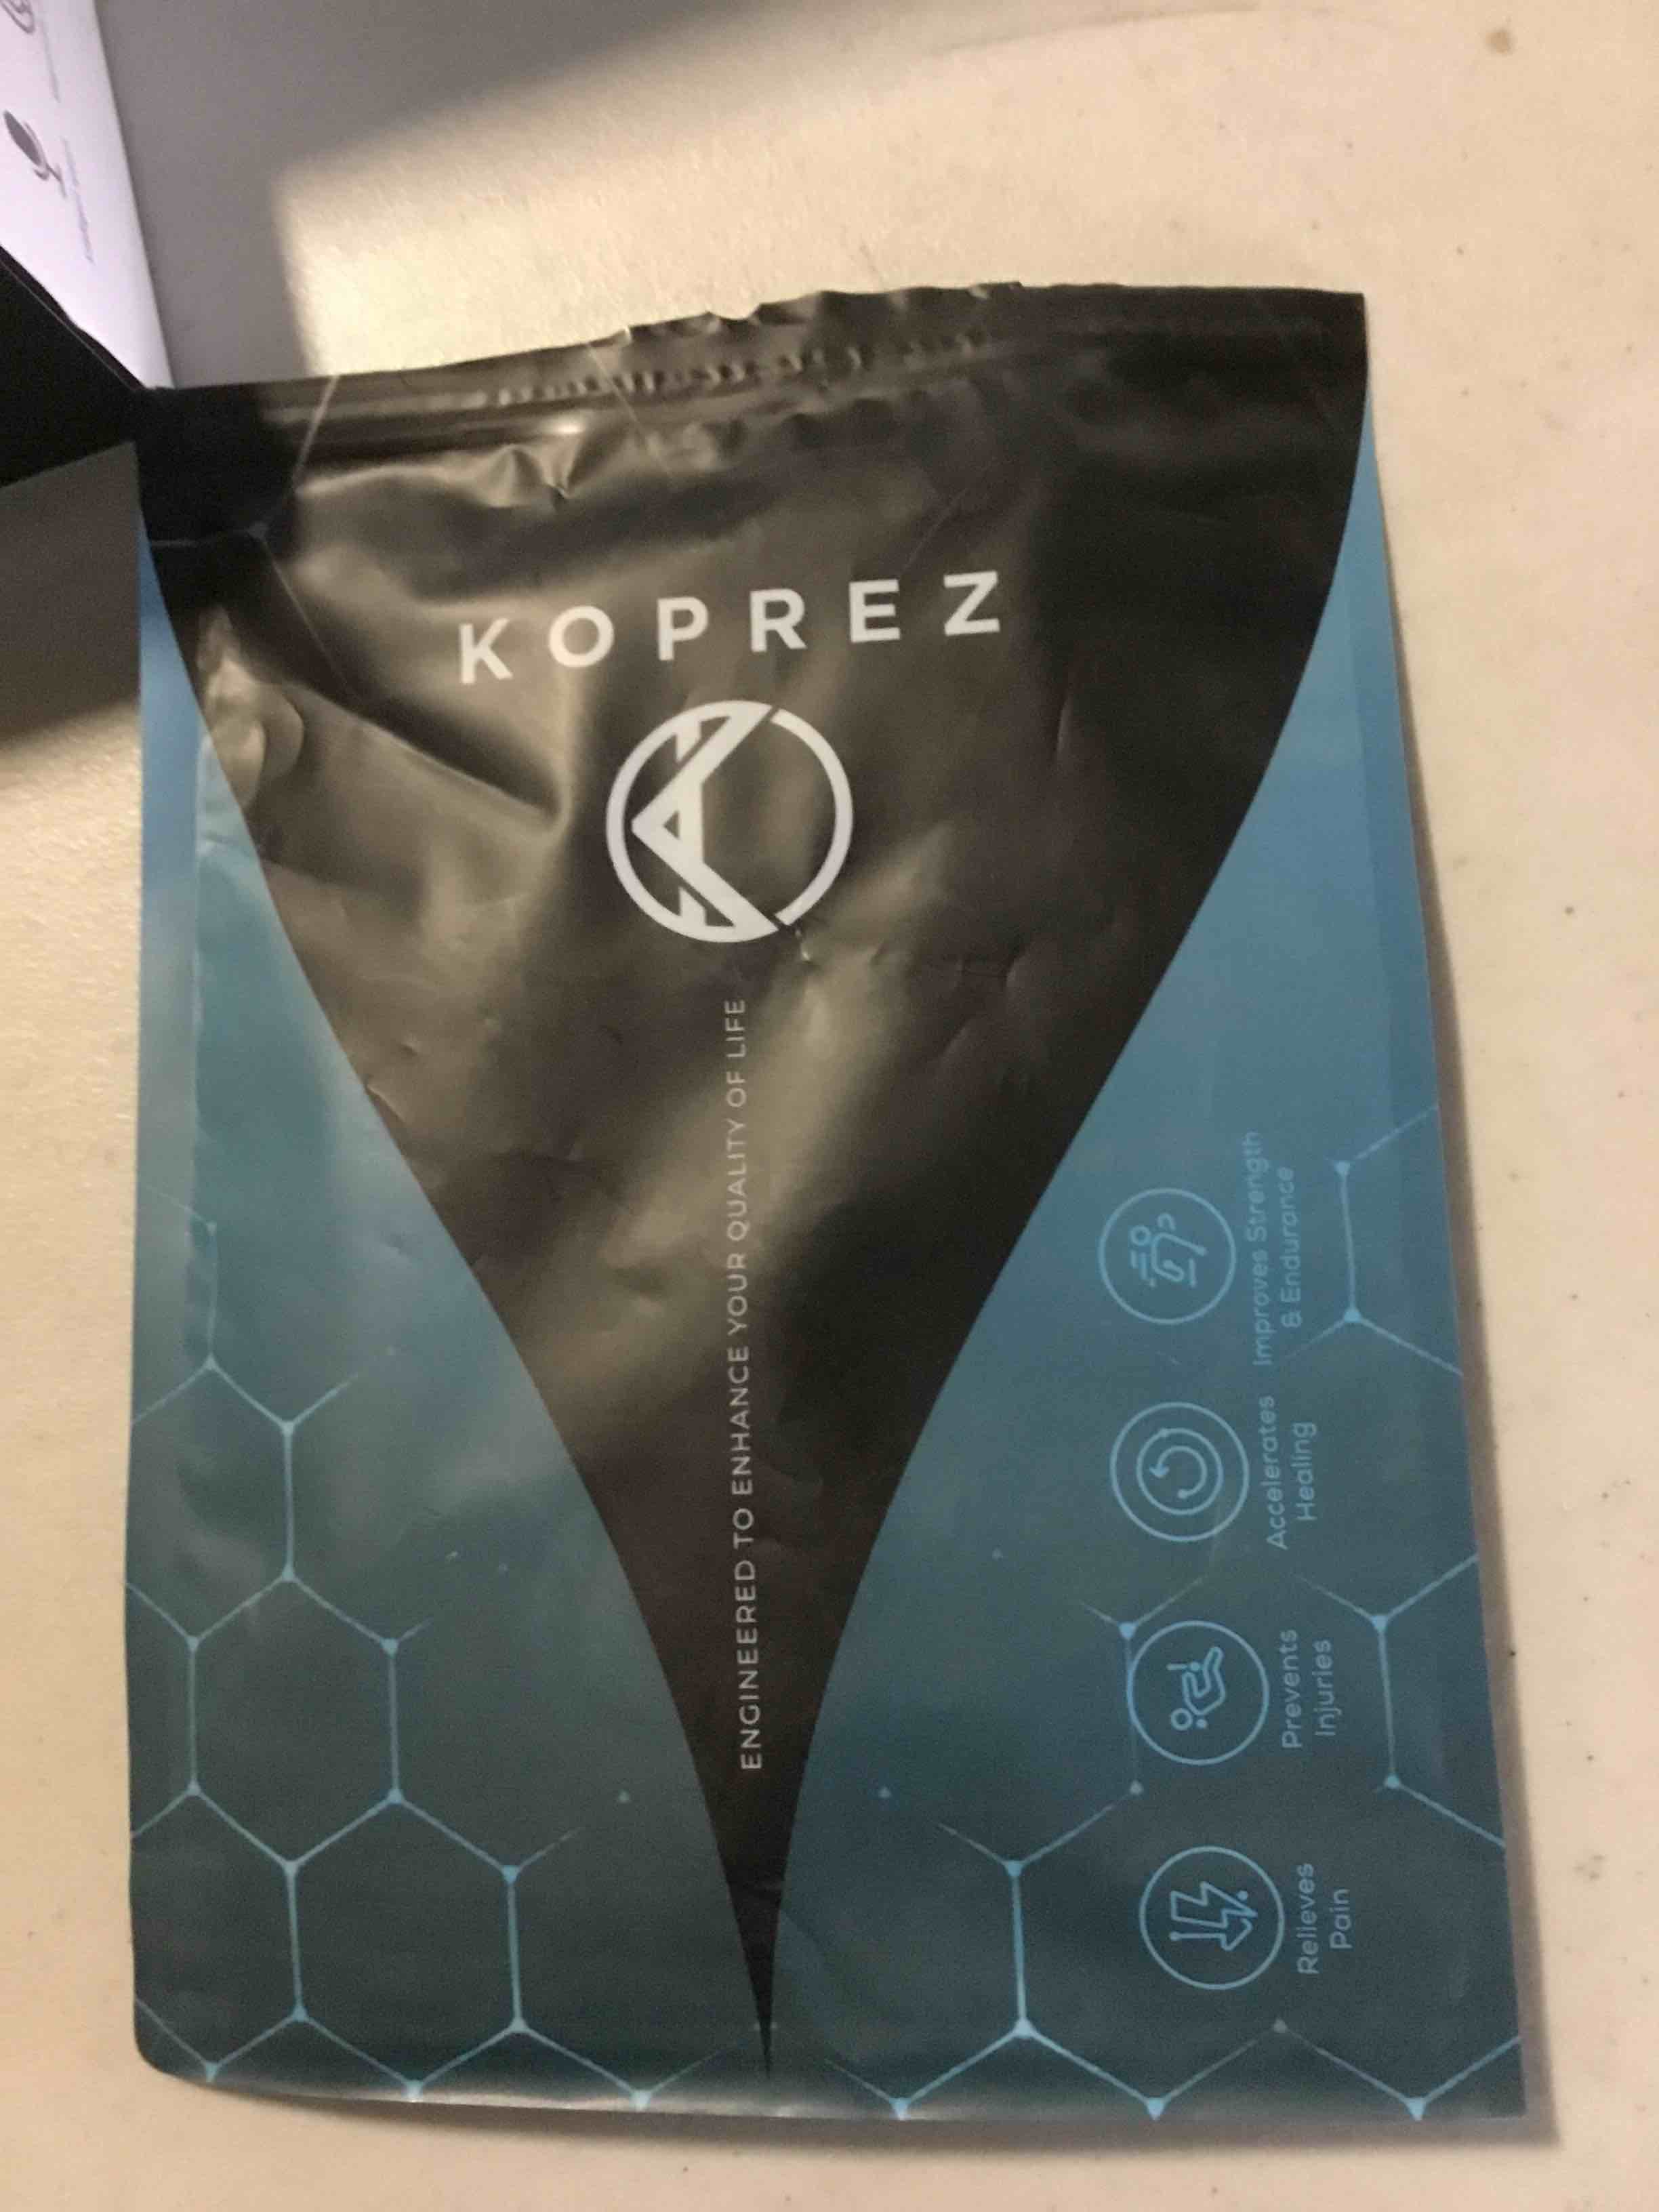 KOPREZ
ENGINEERED TO ENHANCE YOUR QUALITY OF LIFE
Relieves
Pain
Prevents
Injuries
Accelerates
Healing
Improves Strength
& Endurance